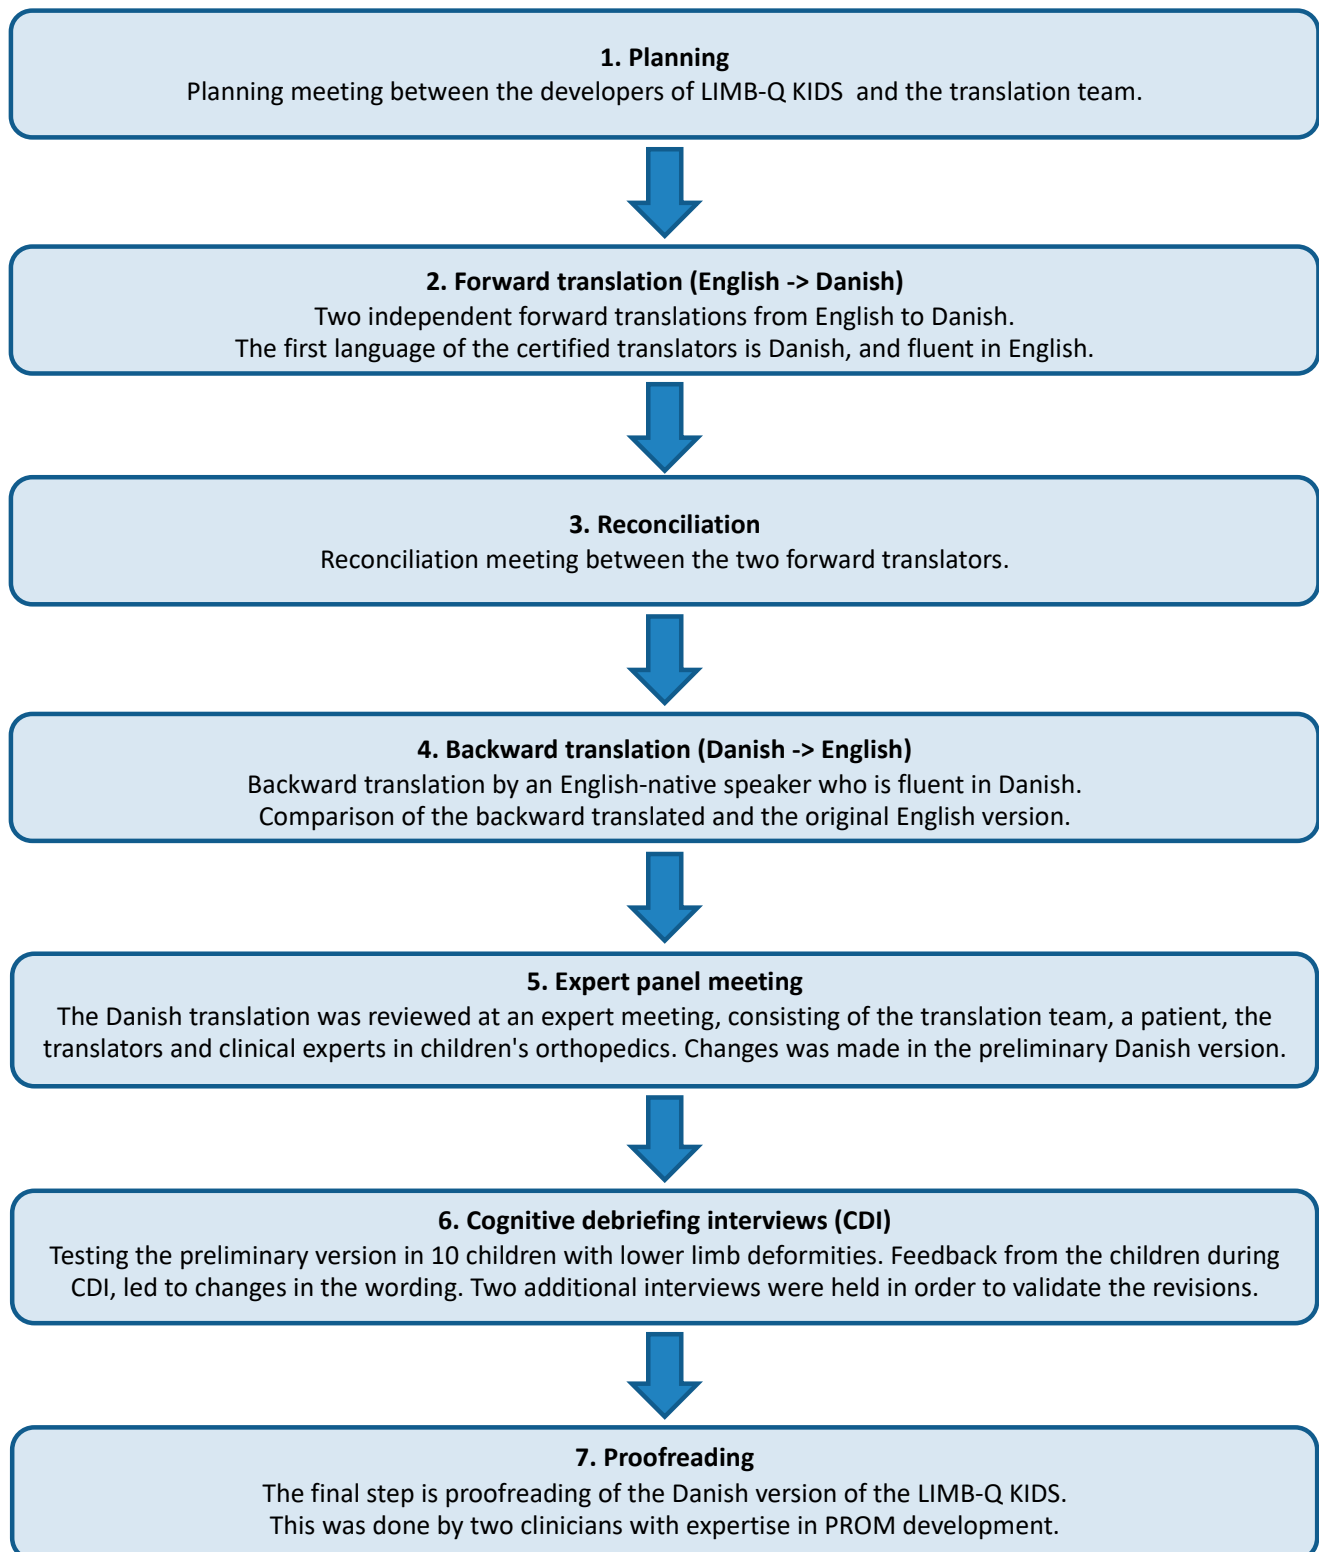 1. Planning
Planning meeting between the developers of LIMB-Q KIDS and the translation team.
2. Forward translation (English -> Danish)
Two independent forward translations from English to Danish.
The first language of the certified translators is Danish, and fluent in English.
3. Reconciliation
Reconciliation meeting between the two forward translators.
4. Backward translation (Danish -> English)
Backward translation by an English-native speaker who is fluent in Danish.
Comparison of the backward translated and the original English version.
5. Expert panel meeting
The Danish translation was reviewed at an expert meeting, consisting of the translation team, a patient, the
translators and clinical experts in children's orthopedics. Changes was made in the preliminary Danish version.
6. Cognitive debriefing interviews (CDI)
Testing the preliminary version in 10 children with lower limb deformities. Feedback from the children during
CDI, led to changes in the wording. Two additional interviews were held in order to validate the revisions.
7. Proofreading
The final step is proofreading of the Danish version of the LIMB-Q KIDS.
This was done by two clinicians with expertise in PROM development.